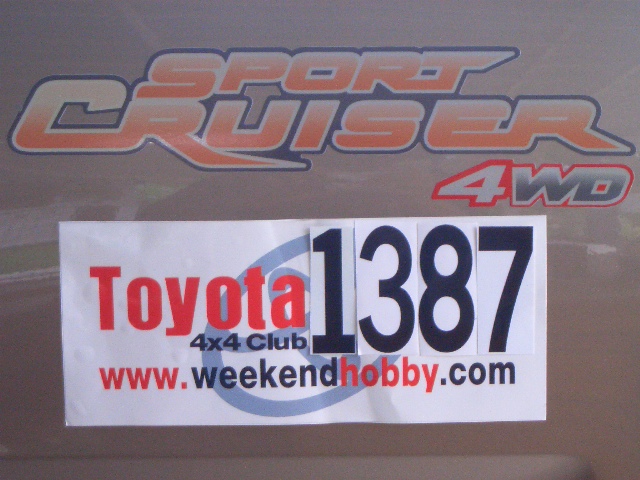 SPORT
CRUISER
4WD
Toyota 1387
4x4 Club
www.weekendhobby.com